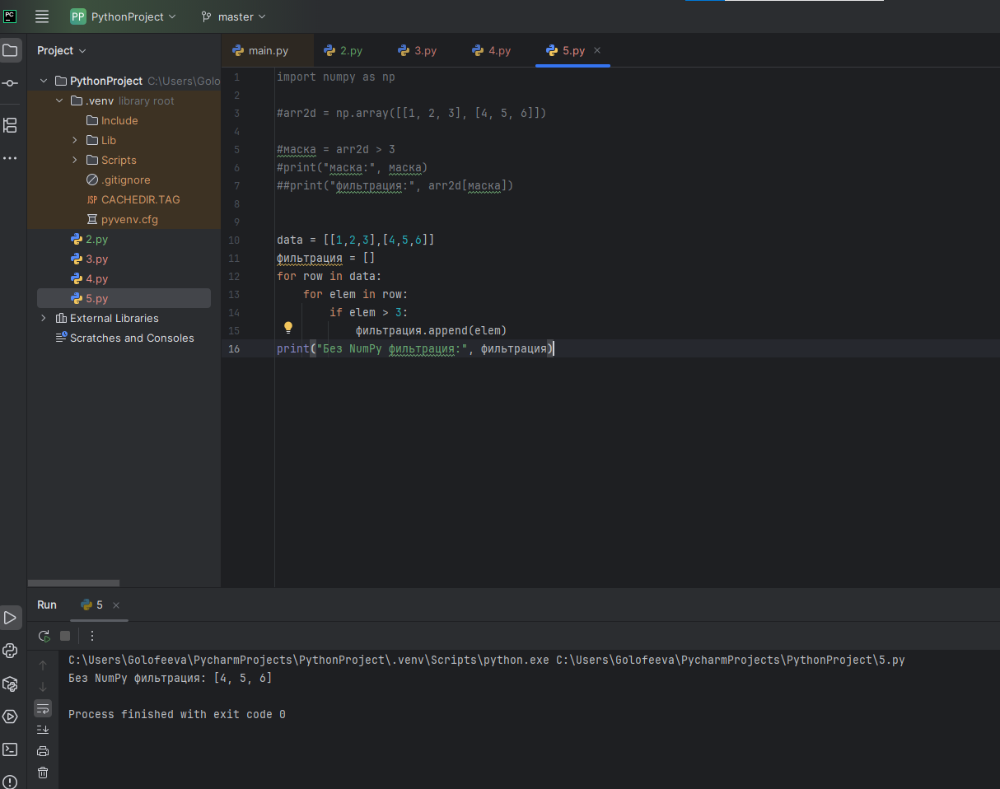 PC
PP PythonProject master
Project
main.py 2.py 3.py 4.py 5.py
PythonProject C:\Users\Golo
.venv library root
Include
Lib
Scripts
.gitignore
JSP CACHEDIR.TAG
pyvenv.cfg
2.py
3.py
4.py
5.py
External Libraries
Scratches and Consoles
1 import numpy as np
2
3 #arr2d = np.array([[1, 2, 3], [4, 5, 6]])
4
5 #маска = arr2d > 3
6 #print("маска:", маска)
7 ##print("фильтрация:", arr2d[маска])
8
9
10 data = [[1,2,3],[4,5,6]]
11 фильтрация = []
12 for row in data:
13     for elem in row:
14         if elem > 3:
15             фильтрация.append(elem)
16 print("Без NumPy фильтрация:", фильтрация)
Run 5
C:\Users\Golofeeva\PycharmProjects\PythonProject\.venv\Scripts\python.exe C:\Users\Golofeeva\PycharmProjects\PythonProject\5.py
Без NumPy фильтрация: [4, 5, 6]
Process finished with exit code 0